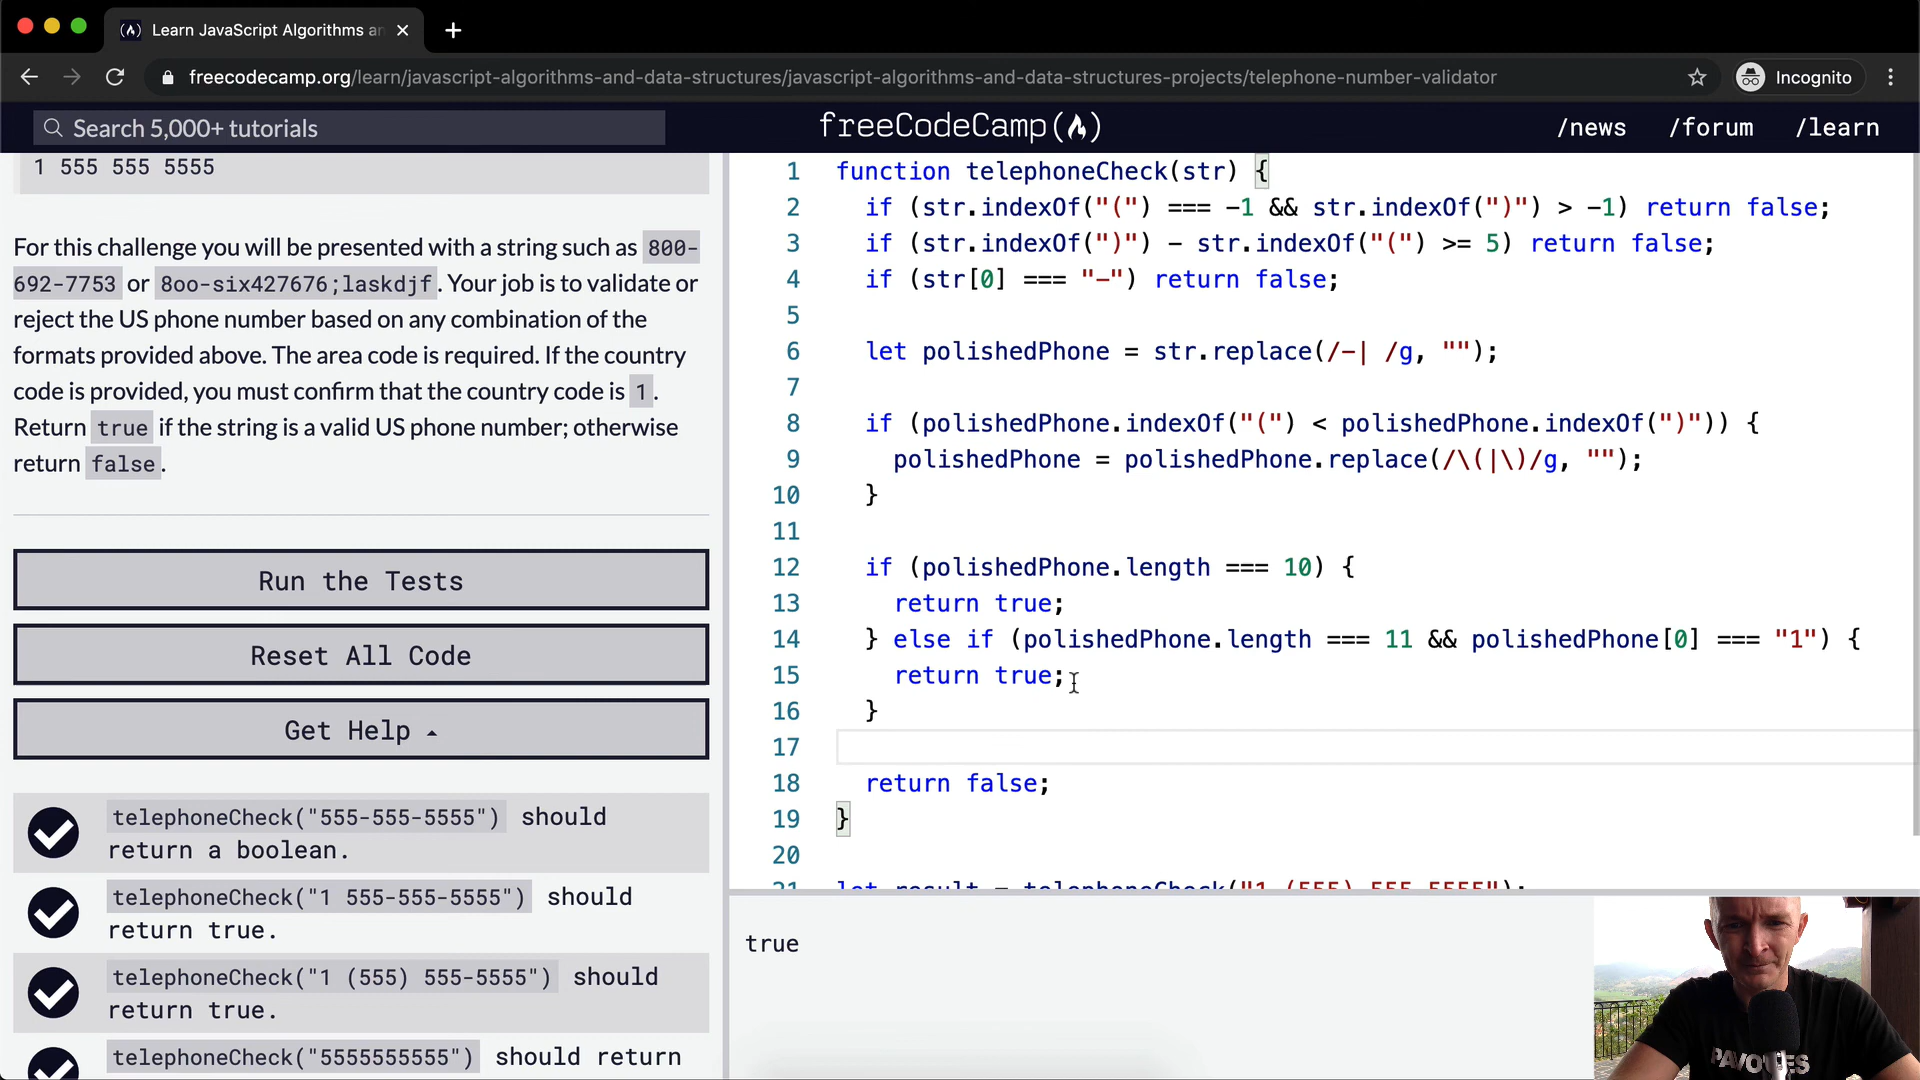 Learn JavaScript Algorithms an
freecodecamp.org/learn/javascript-algorithms-and-data-structures/javascript-algorithms-and-data-structures-projects/telephone-number-validator
Incognito
Search 5,000+ tutorials
freeCodeCamp
/news /forum /learn
1 555 555 5555
For this challenge you will be presented with a string such as 800-
692-7753 or 8oo-six427676;laskdjf. Your job is to validate or
reject the US phone number based on any combination of the
formats provided above. The area code is required. If the country
code is provided, you must confirm that the country code is 1.
Return true if the string is a valid US phone number; otherwise
return false.
Run the Tests
Reset All Code
Get Help
telephoneCheck("555-555-5555") should
return a boolean.
telephoneCheck("1 555-555-5555") should
return true.
telephoneCheck("1 (555) 555-5555") should
return true.
telephoneCheck("5555555555") should return
1 function telephoneCheck(str) {
2 if (str.indexOf("(") === -1 && str.indexOf(")") > -1) return false;
3 if (str.indexOf(")") - str.indexOf("(") >= 5) return false;
4 if (str[0] === "-") return false;
5
6 let polishedPhone = str.replace(/-| /g, "");
7
8 if (polishedPhone.indexOf("(") < polishedPhone.indexOf(")")) {
9 polishedPhone = polishedPhone.replace(/\(|\)/g, "");
10 }
11
12 if (polishedPhone.length === 10) {
13 return true;
14 } else if (polishedPhone.length === 11 && polishedPhone[0] === "1") {
15 return true;
16 }
17
18 return false;
19 }
20
21 let result = telephoneCheck("1 (555) 555-5555");
true